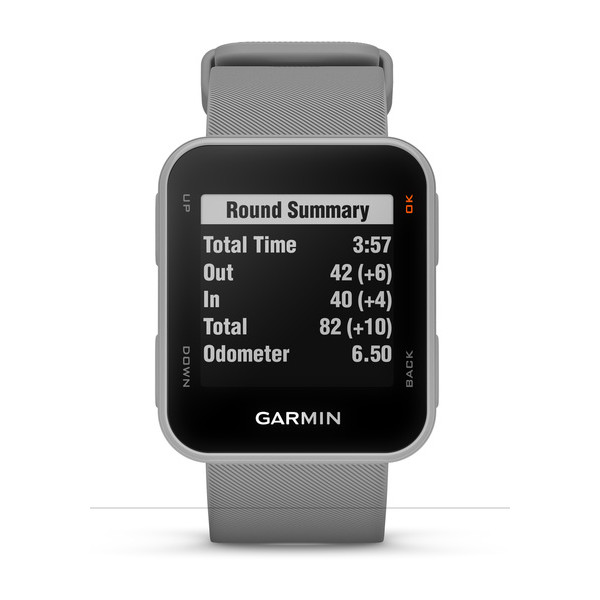 UP
OK
Round Summary
Total Time 3:57
Out 42 (+6)
In 40 (+4)
Total 82 (+10)
Odometer 6.50
DOWN
BACK
GARMIN